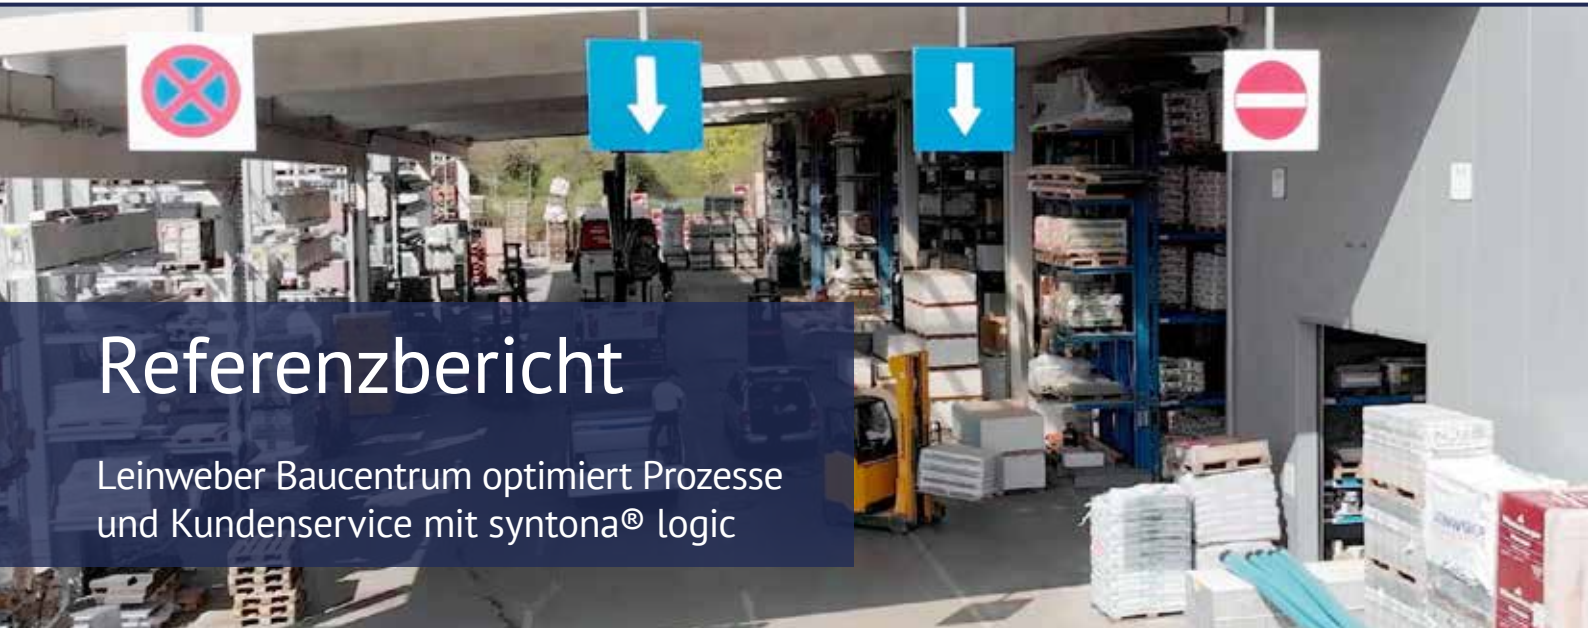 Referenzbericht
Leinweber Baucentrum optimiert Prozesse
und Kundenservice mit syntona® logic